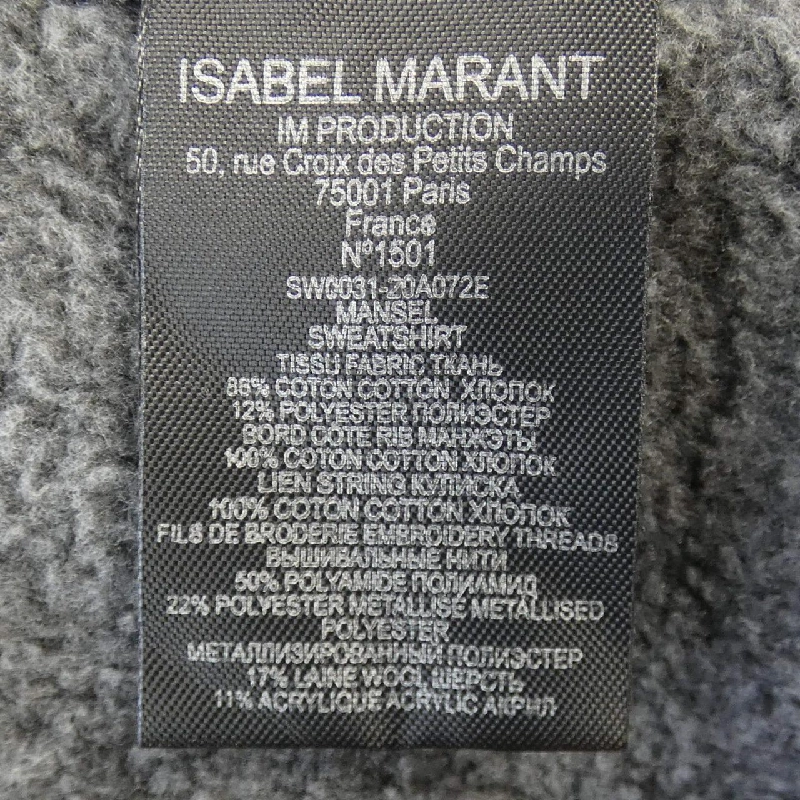 ISABEL MARANT
IM PRODUCTION
50, rue Croix des Petits Champs
75001 Paris
France
Nº1501
SW0031-20A072E
MANSEL
SWEATSHIRT
TISSU FABRIC ТКАНЬ
88% COTON COTTON ХЛОПОК
12% POLYESTER ПОЛИЭСТЕР
BORD COTE RIB МАНЖЭТЫ
100% COTON COTTON ХЛОПОК
LIEN STRING КУЛИСКА
100% COTON COTTON ХЛОПОК
FILS DE BRODERIE EMBROIDERY THREADS
ВЫШИВАЛЬНЫЕ НИТИ
50% POLYAMIDE ПОЛИАМИД
22% POLYESTER METALLISE METALLISED
POLYESTER
МЕТАЛЛИЗИРОВАННЫЙ ПОЛИЭСТЕР
17% LAINE WOOL ШЕРСТЬ
11% ACRYLIQUE ACRYLIC АКРИЛ